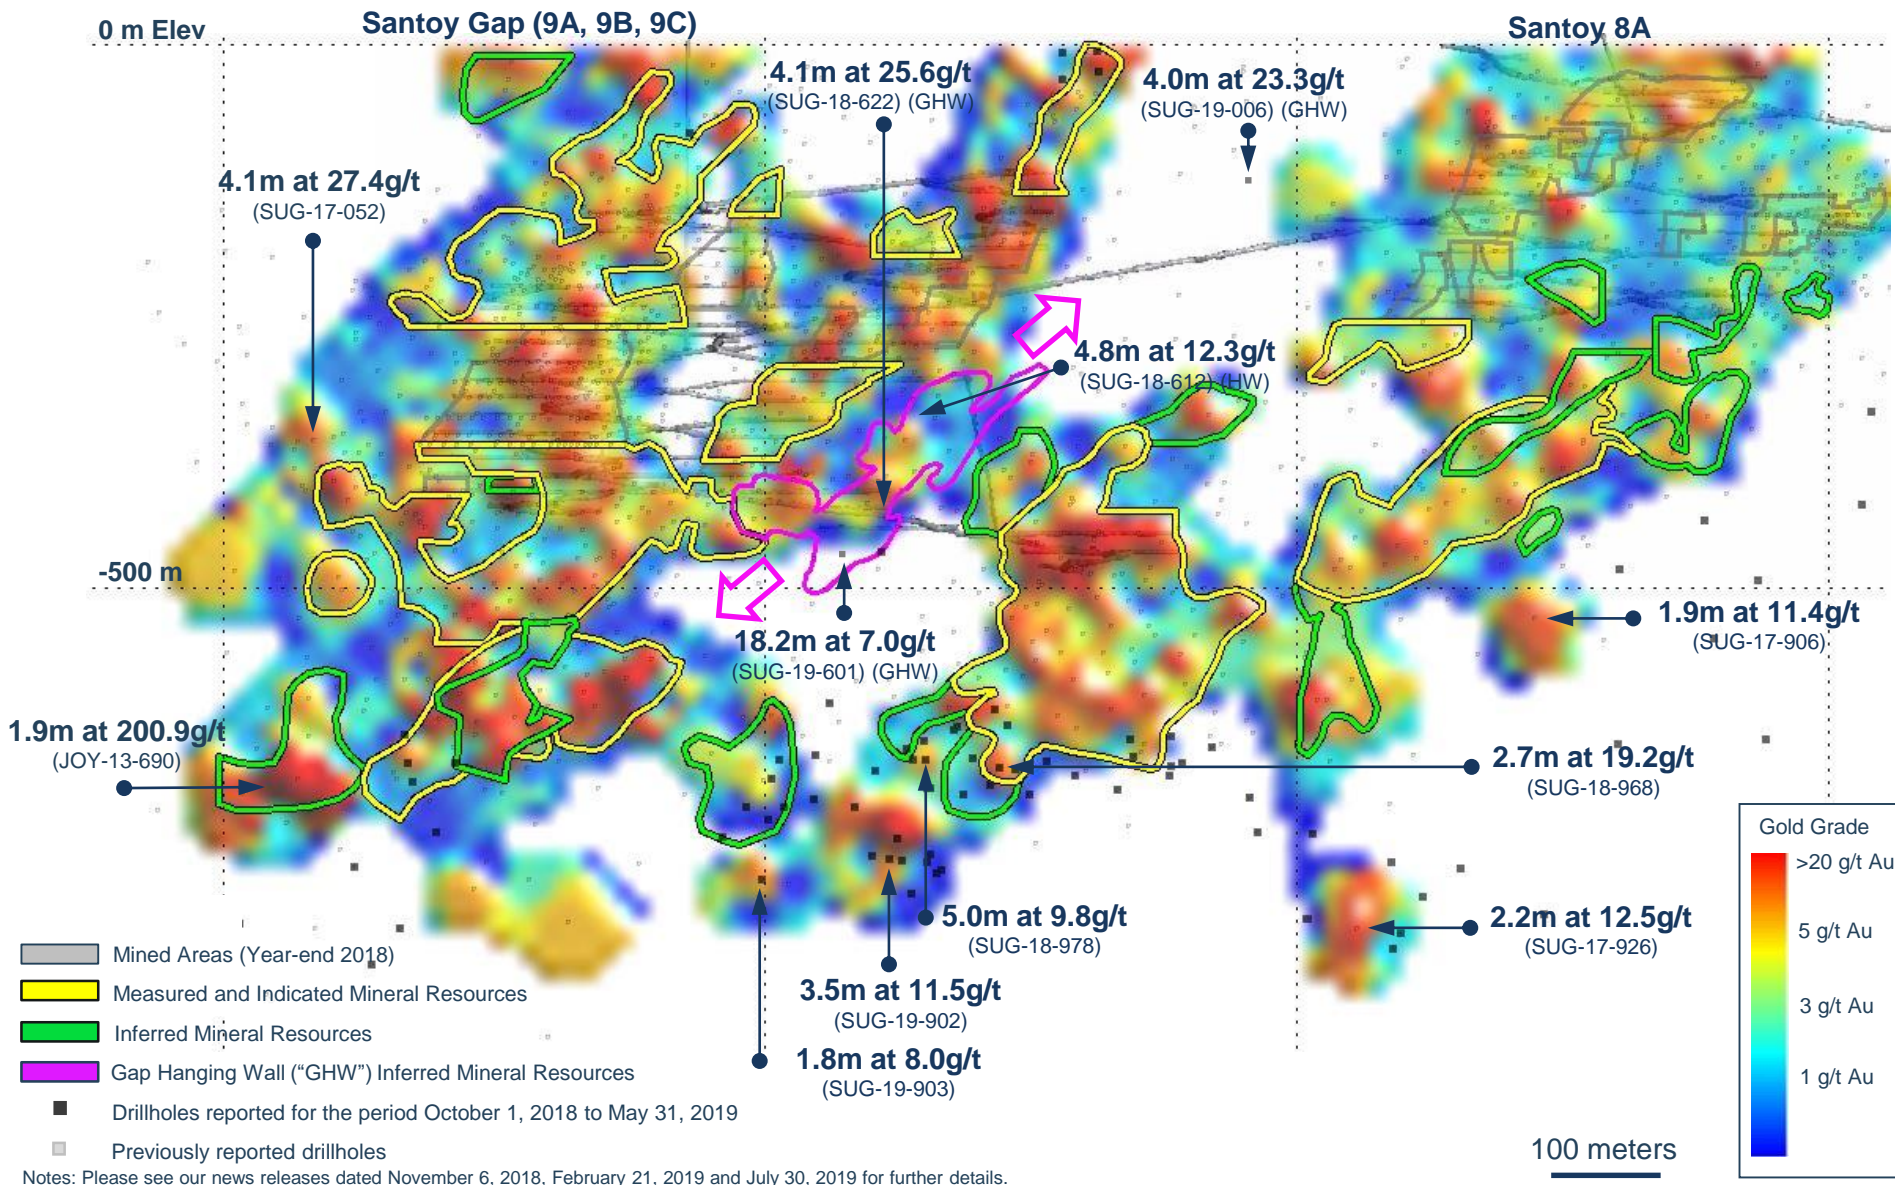 Santoy Gap (9A, 9B, 9C)
Santoy 8A
0 m Elev
4.1m at 25.6g/t
(SUG-18-622) (GHW)
4.0m at 23.3g/t
(SUG-19-006) (GHW)
4.1m at 27.4g/t
(SUG-17-052)
4.8m at 12.3g/t
(SUG-18-612) (HW)
-500 m
18.2m at 7.0g/t
(SUG-19-601) (GHW)
1.9m at 11.4g/t
(SUG-17-906)
1.9m at 200.9g/t
(JOY-13-690)
2.7m at 19.2g/t
(SUG-18-968)
5.0m at 9.8g/t
(SUG-18-978)
2.2m at 12.5g/t
(SUG-17-926)
3.5m at 11.5g/t
(SUG-19-902)
1.8m at 8.0g/t
(SUG-19-903)
Gold Grade
>20 g/t Au
5 g/t Au
3 g/t Au
1 g/t Au
Mined Areas (Year-end 2018)
Measured and Indicated Mineral Resources
Inferred Mineral Resources
Gap Hanging Wall (“GHW”) Inferred Mineral Resources
Drillholes reported for the period October 1, 2018 to May 31, 2019
Previously reported drillholes
100 meters
Notes: Please see our news releases dated November 6, 2018, February 21, 2019 and July 30, 2019 for further details.